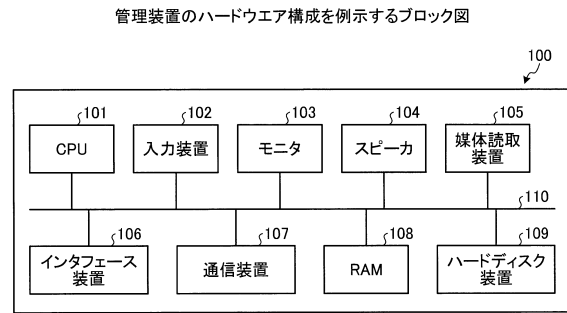 管理装置のハードウエア構成を例示するブロック図
100
101
102
103
104
105
CPU
入力装置
モニタ
スピーカ
媒体読取
装置
110
106
107
108
109
インタフェース
装置
通信装置
RAM
ハードディスク
装置